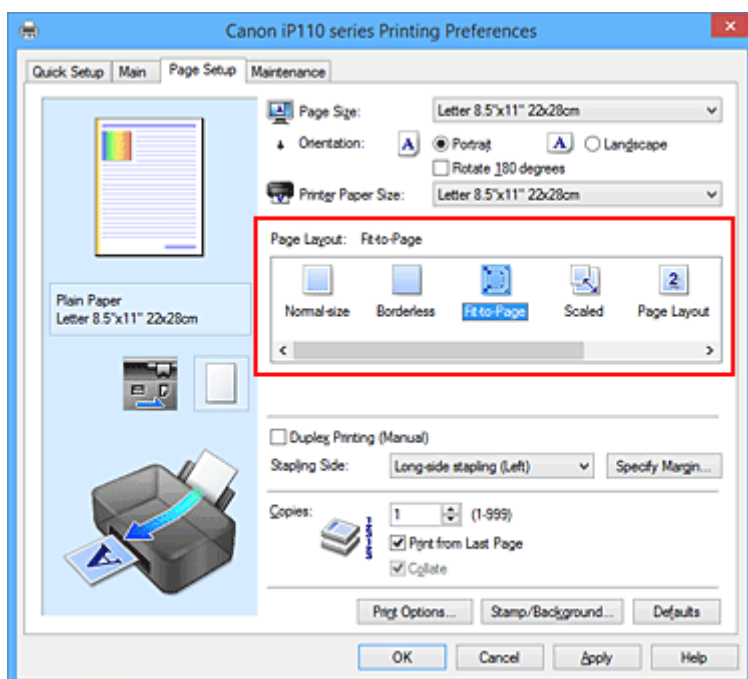 Canon iP110 series Printing Preferences
Quick Setup Main Page Setup Maintenance
Page Size: Letter 8.5"x11" 22x28cm
Orientation: A Portrait A Landscape
Rotate 180 degrees
Printer Paper Size: Letter 8.5"x11" 22x28cm
Page Layout: Fit-to-Page
2
Normal-size Borderless Fit-to-Page Scaled Page Layout
Plain Paper
Letter 8.5"x11" 22x28cm
Duplex Printing (Manual)
Stapling Side: Long-side stapling (Left) Specify Margin...
Copies: 1 (1-999)
Print from Last Page
Collate
A
Print Options... Stamp/Background... Defaults
OK Cancel Apply Help